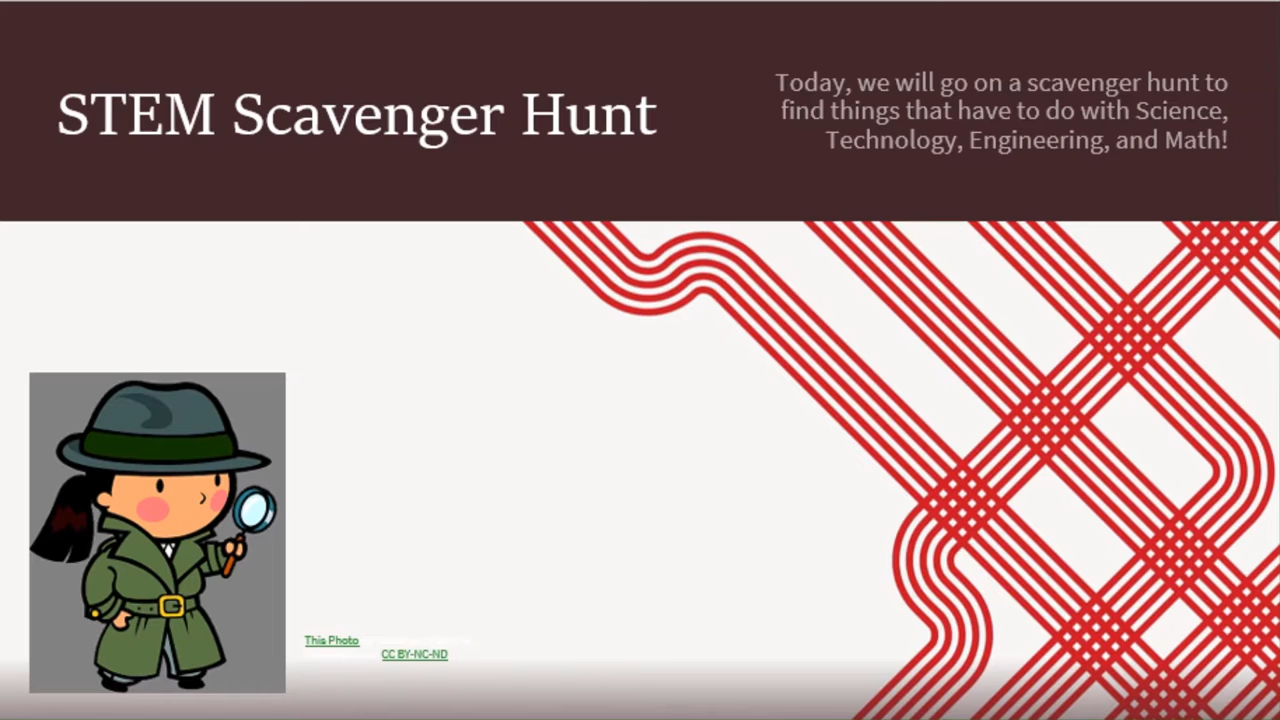 STEM Scavenger Hunt
Today, we will go on a scavenger hunt to
find things that have to do with Science,
Technology, Engineering, and Math!
This Photo
CC BY-NC-ND